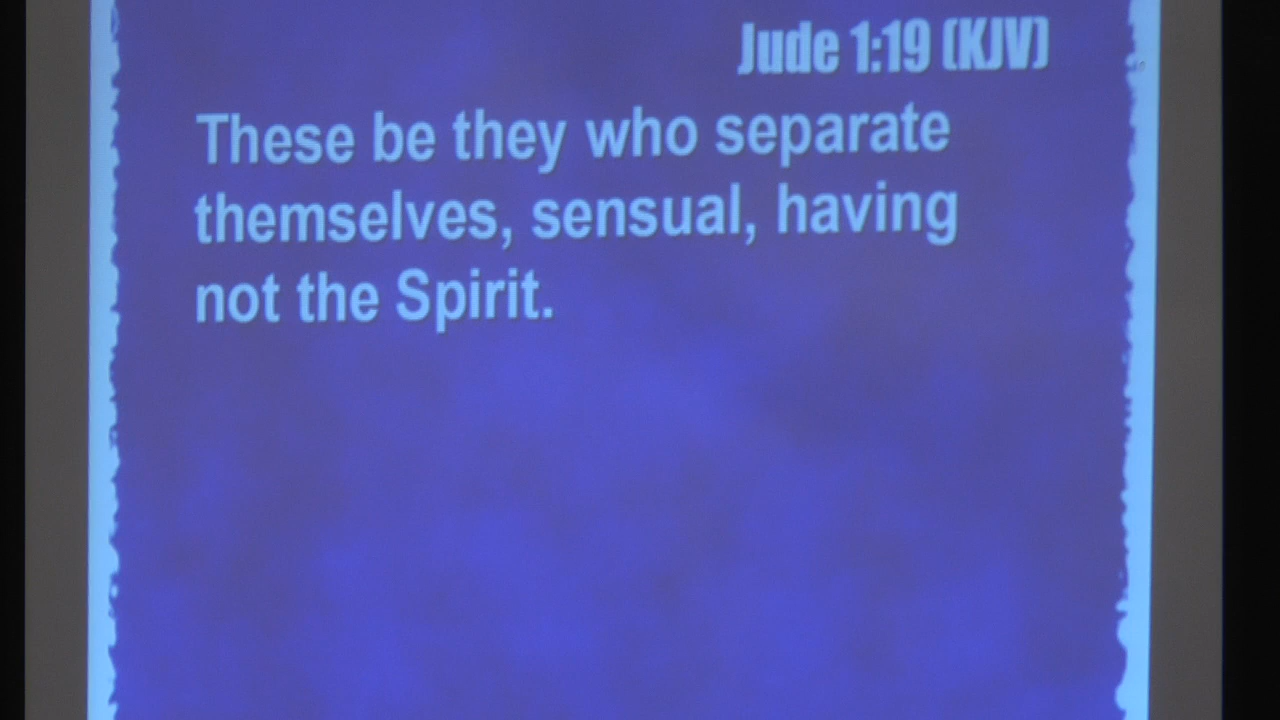 Jude 1:19 (KJV)
These be they who separate
themselves, sensual, having
not the Spirit.